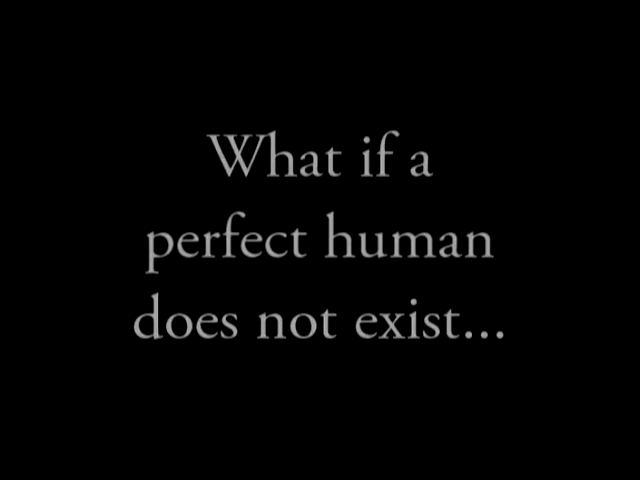 What if a
perfect human
does not exist...